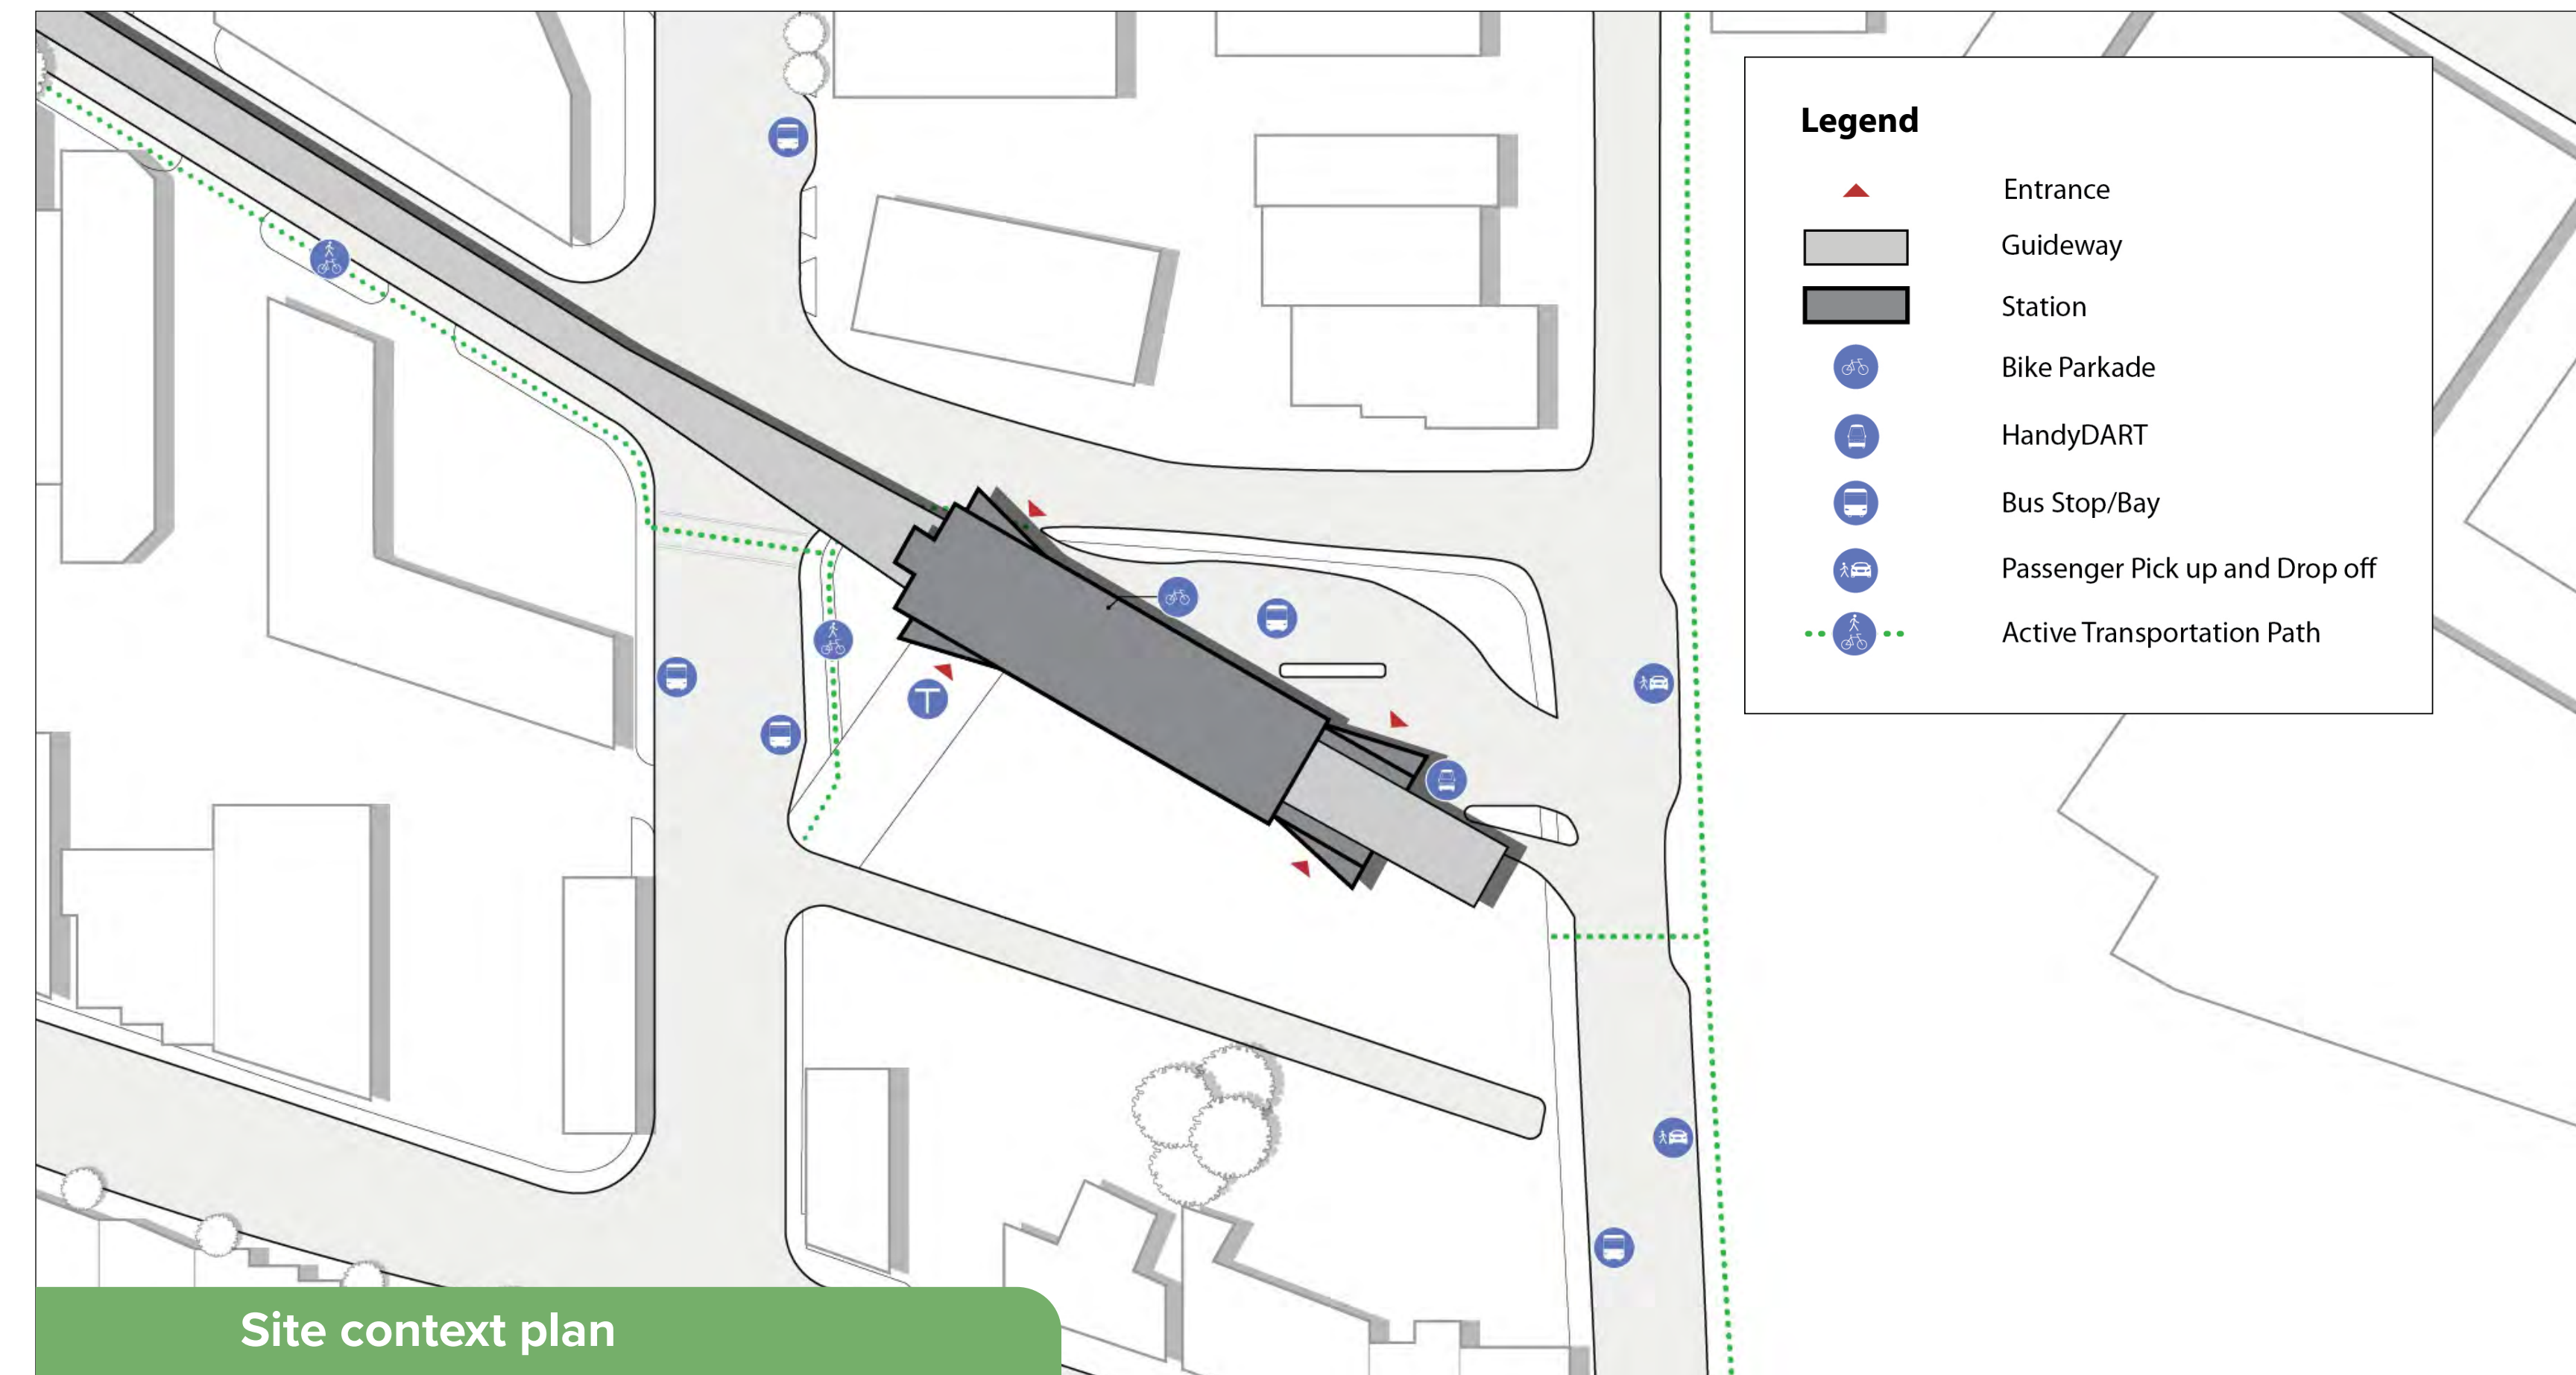 Legend
Entrance
Guideway
Station
Bike Parkade
HandyDART
Bus Stop/Bay
Passenger Pick up and Drop off
Active Transportation Path
T
Site context plan